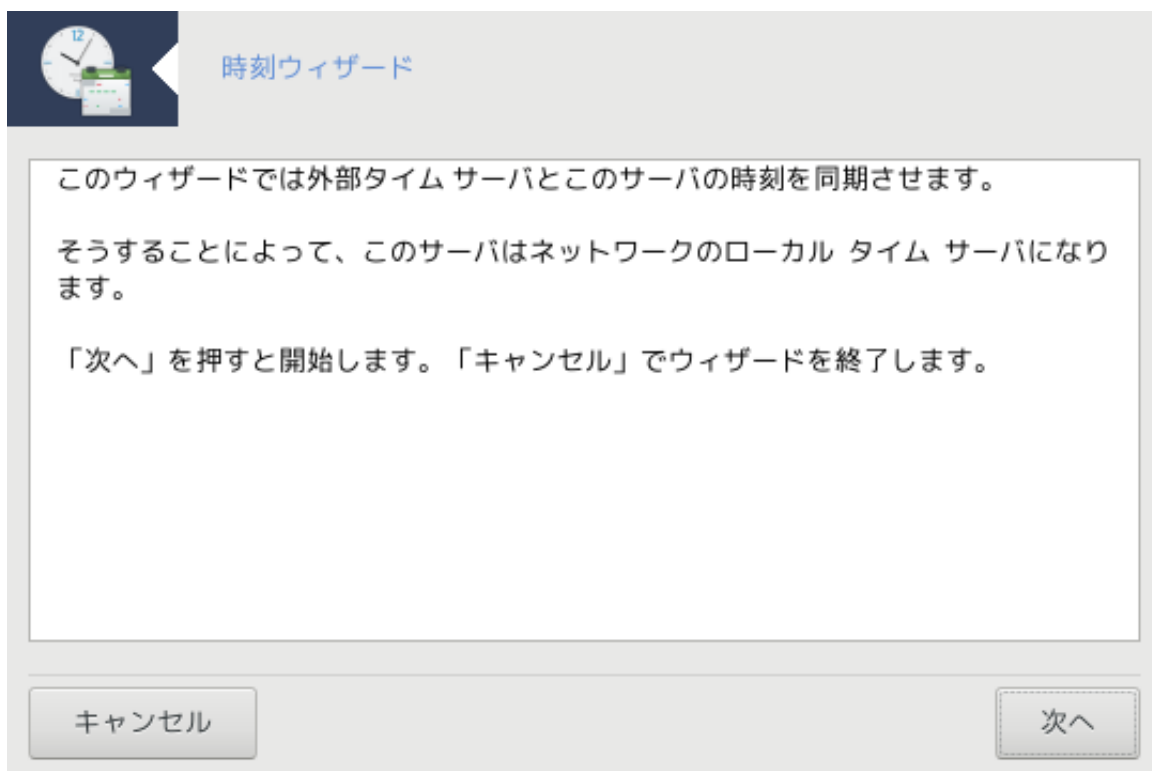 12
時刻ウィザード
このウィザードでは外部タイム サーバとこのサーバの時刻を同期させます。
そうすることによって、このサーバはネットワークのローカル タイム サーバになり
ます。
「次へ」を押すと開始します。「キャンセル」でウィザードを終了します。
キャンセル
次へ